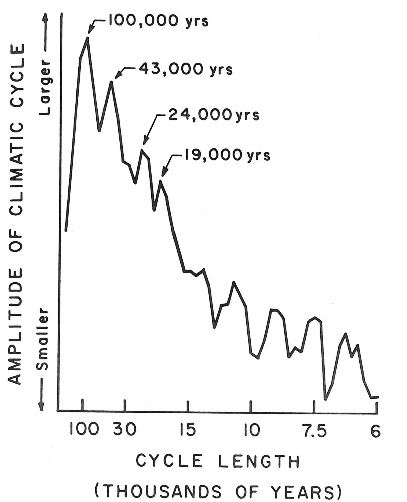 100,000 yrs
43,000 yrs
24,000 yrs
19,000 yrs
AMPLITUDE OF CLIMATIC CYCLE
Larger
Smaller
100 30 15 10 7.5 6
CYCLE LENGTH
(THOUSANDS OF YEARS)